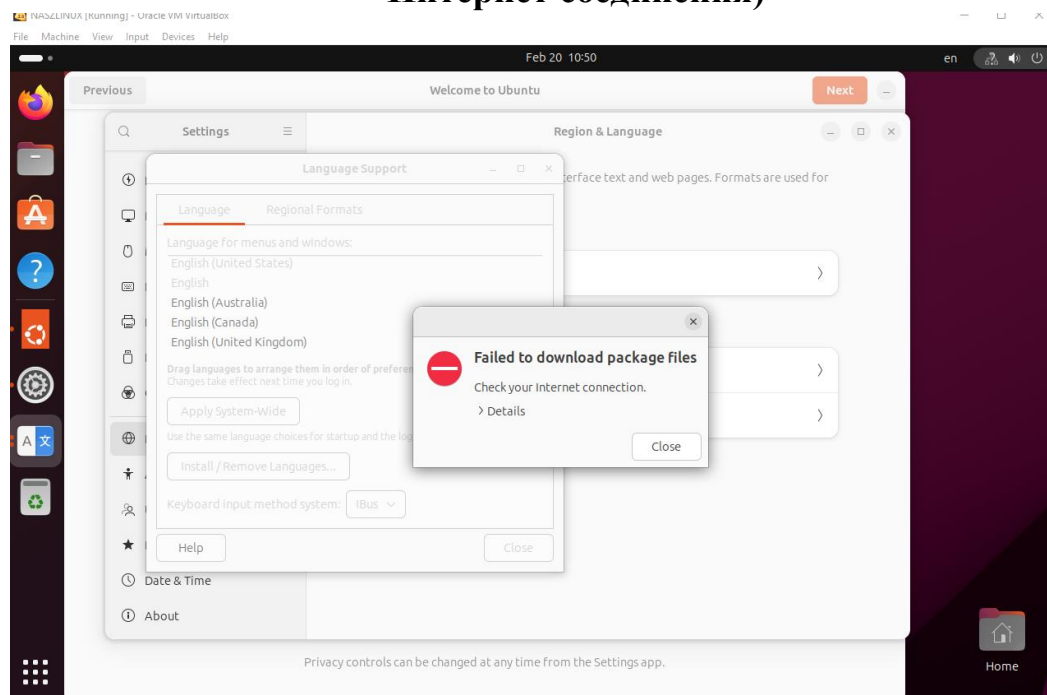 Интернет соединения)
NASZLINUX [Running] - Oracle VM VirtualBox
File Machine View Input Devices Help
Feb 20 10:50
en
Previous
Welcome to Ubuntu
Next
Settings
Region & Language
Language Support
erface text and web pages. Formats are used for
Language
Regional Formats
Language for menus and windows:
English (United States)
English
English (Australia)
English (Canada)
English (United Kingdom)
Failed to download package files
Drag languages to arrange them in order of preferen
Changes take effect next time you log in.
Check your Internet connection.
Details
Apply System-Wide
Close
Use the same language choices for startup and the log
Install / Remove Languages...
Keyboard input method system:
IBus
Help
Close
Date & Time
About
Privacy controls can be changed at any time from the Settings app.
Home